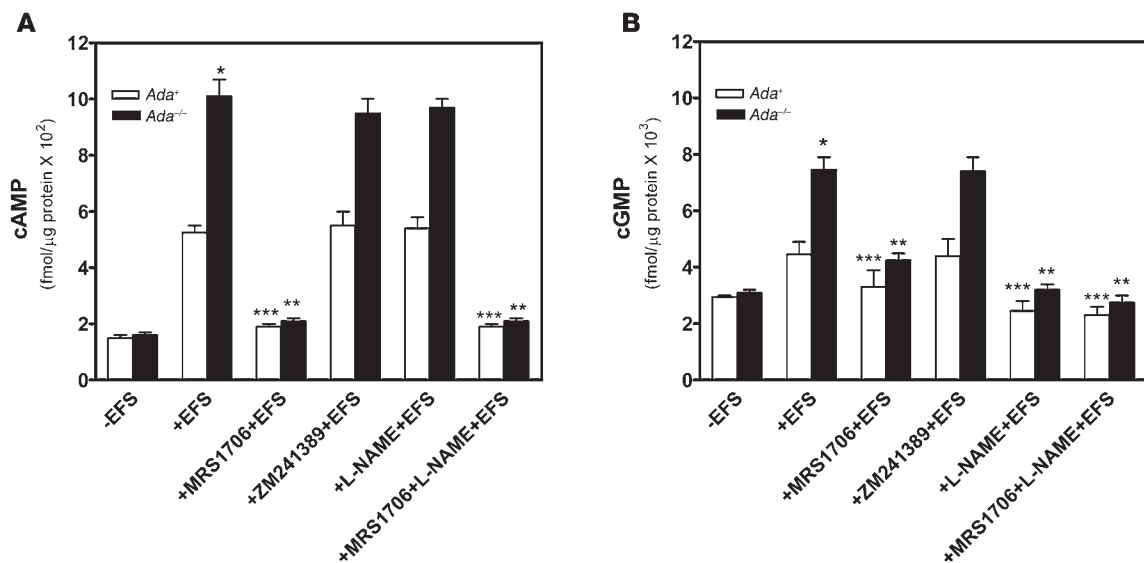 A
12
10
8
6
4
2
0
cAMP
(fmol/μg protein X 10²)
Ada⁺
Ada⁻/⁻
*
***
**
***
**
-EFS
+EFS
+MRS1706+EFS
+ZM241389+EFS
+L-NAME+EFS
+MRS1706+L-NAME+EFS
B
12
10
8
6
4
2
0
cGMP
(fmol/μg protein X 10³)
Ada⁺
Ada⁻/⁻
*
***
**
***
**
***
**
-EFS
+EFS
+MRS1706+EFS
+ZM241389+EFS
+L-NAME+EFS
+MRS1706+L-NAME+EFS